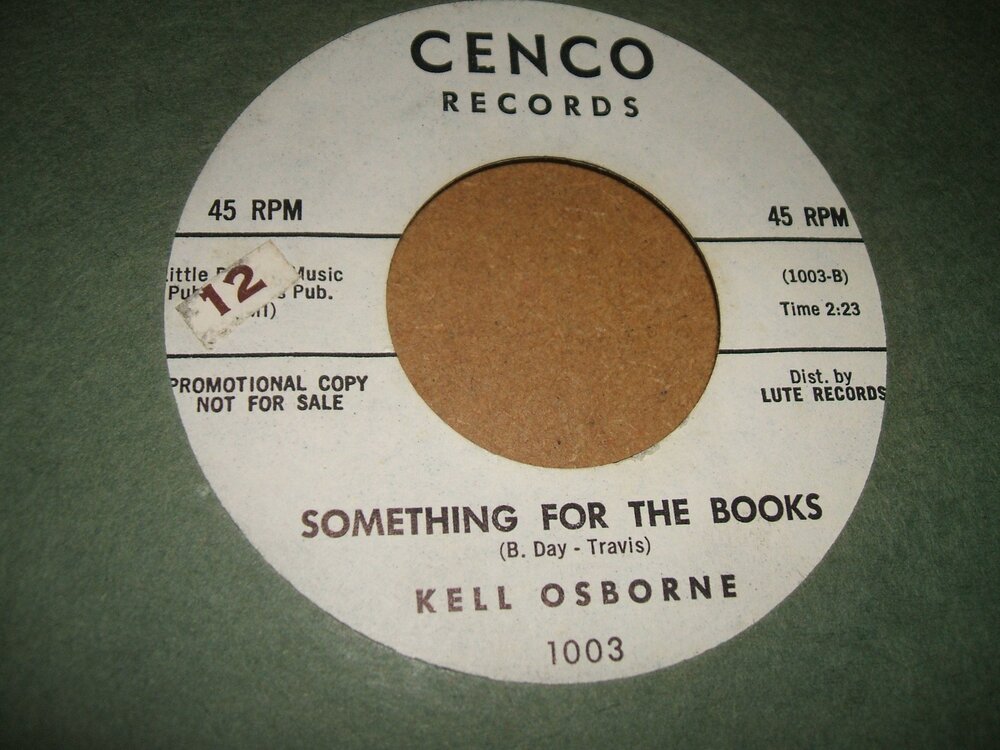 CENCO
RECORDS
45 RPM
45 RPM
Music
Pub.
12
(1003-B)
Time 2:23
PROMOTIONAL COPY
NOT FOR SALE
Dist. by
LUTE RECORDS
SOMETHING FOR THE BOOKS
(B. Day - Travis)
KELL OSBORNE
1003